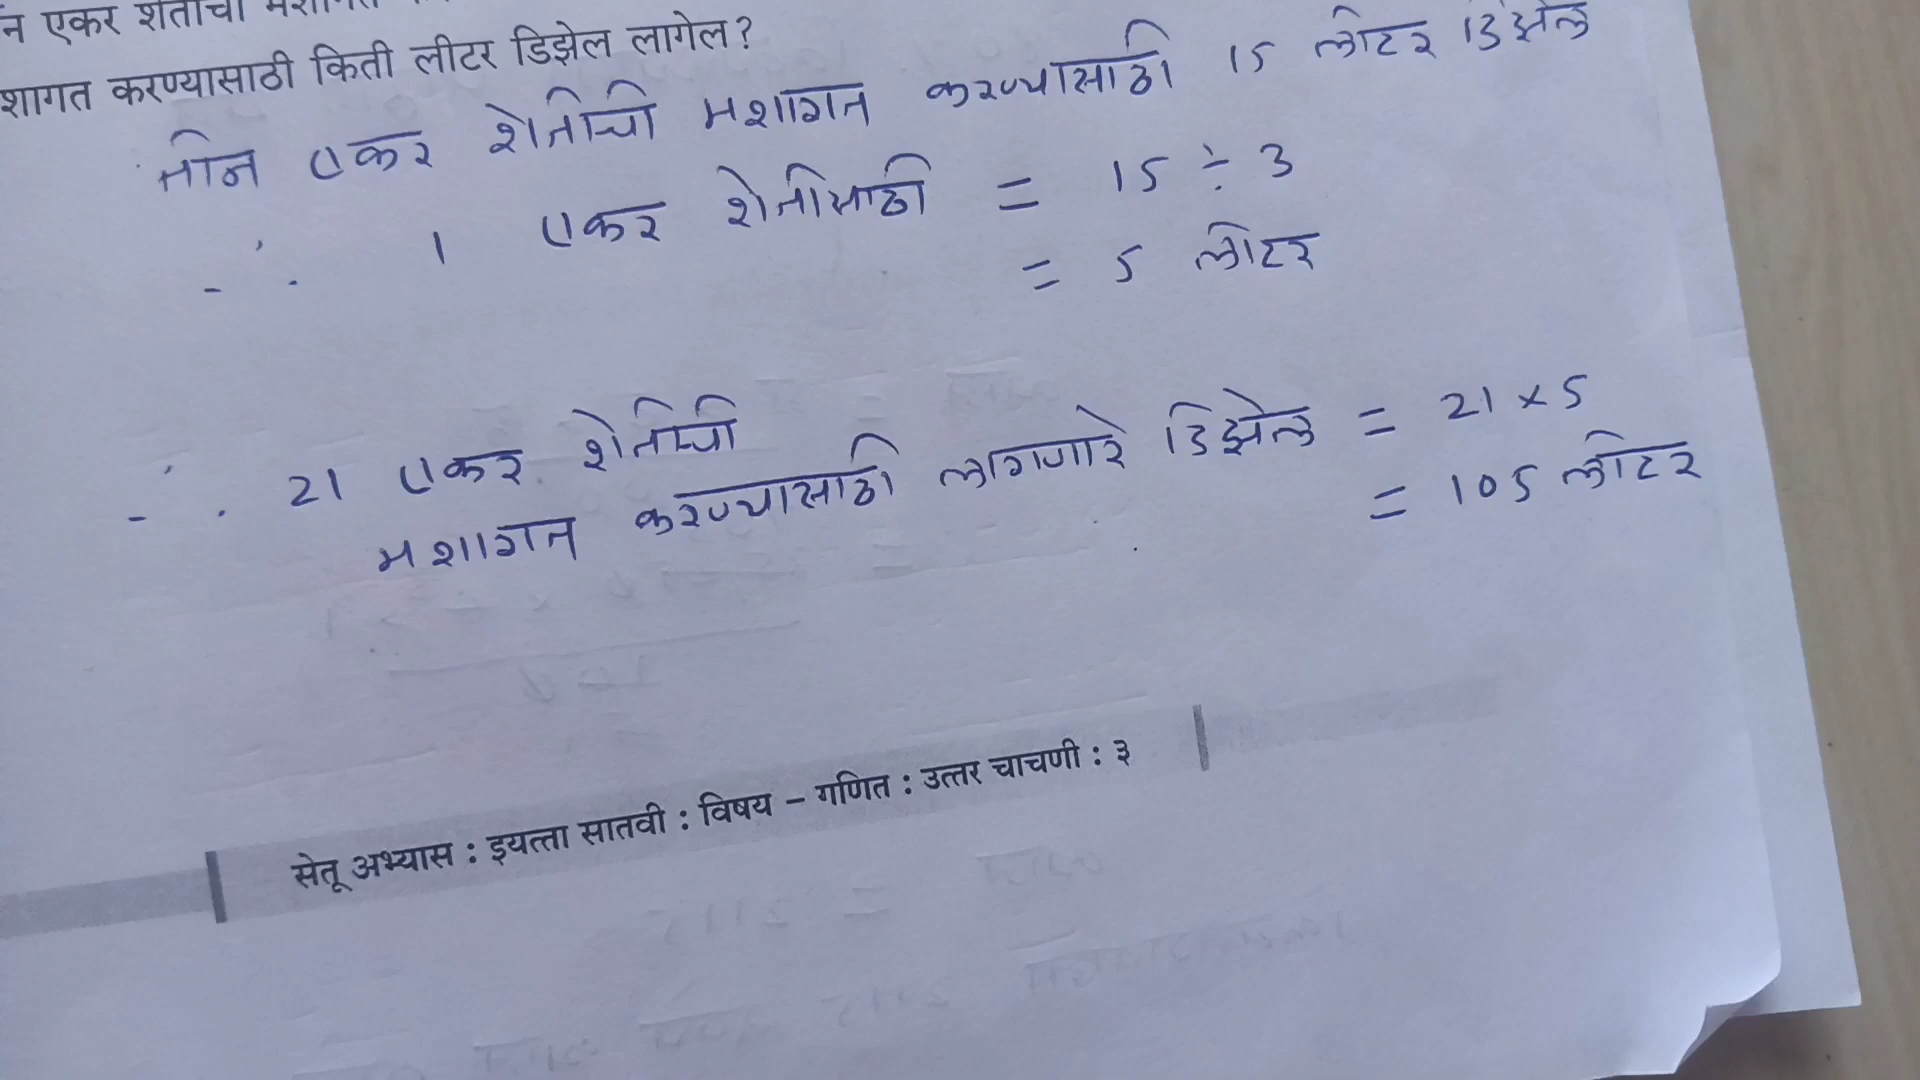 न एकर शेतीची मशागत
शागत करण्यासाठी किती लीटर डिझेल लागेल?
तीन एकर शेतीची मशागत करण्यासाठी 15 लीटर डिझेल
∴ 1 एकर शेतीसाठी = 15 ÷ 3
= 5 लीटर
∴ 21 एकर शेतीची
मशागत करण्यासाठी लागणारे डिझेल = 21 × 5
= 105 लीटर
सेतू अभ्यास : इयत्ता सातवी : विषय – गणित : उत्तर चाचणी : ३